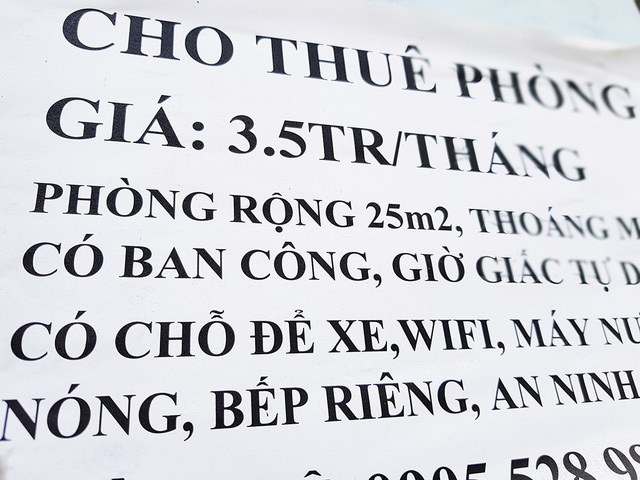 CHO THUÊ PHÒNG
GIÁ: 3.5TR/THÁNG
PHÒNG RỘNG 25m2, THOÁNG M
CÓ BAN CÔNG, GIỜ GIẤC TỰ D
CÓ CHỖ ĐỂ XE,WIFI, MÁY NƯ
NÓNG, BẾP RIÊNG, AN NINH